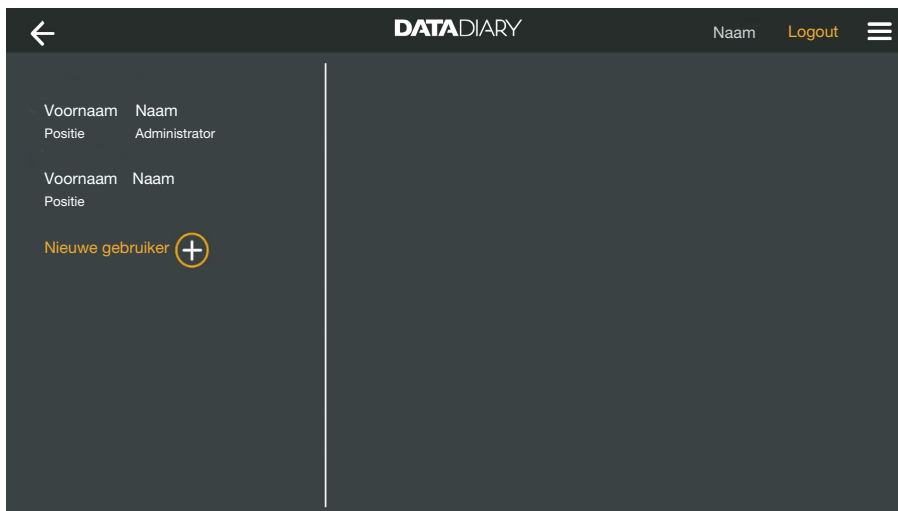 DATADIARY
Naam Logout
Voornaam Naam
Positie Administrator
Voornaam Naam
Positie
Nieuwe gebruiker